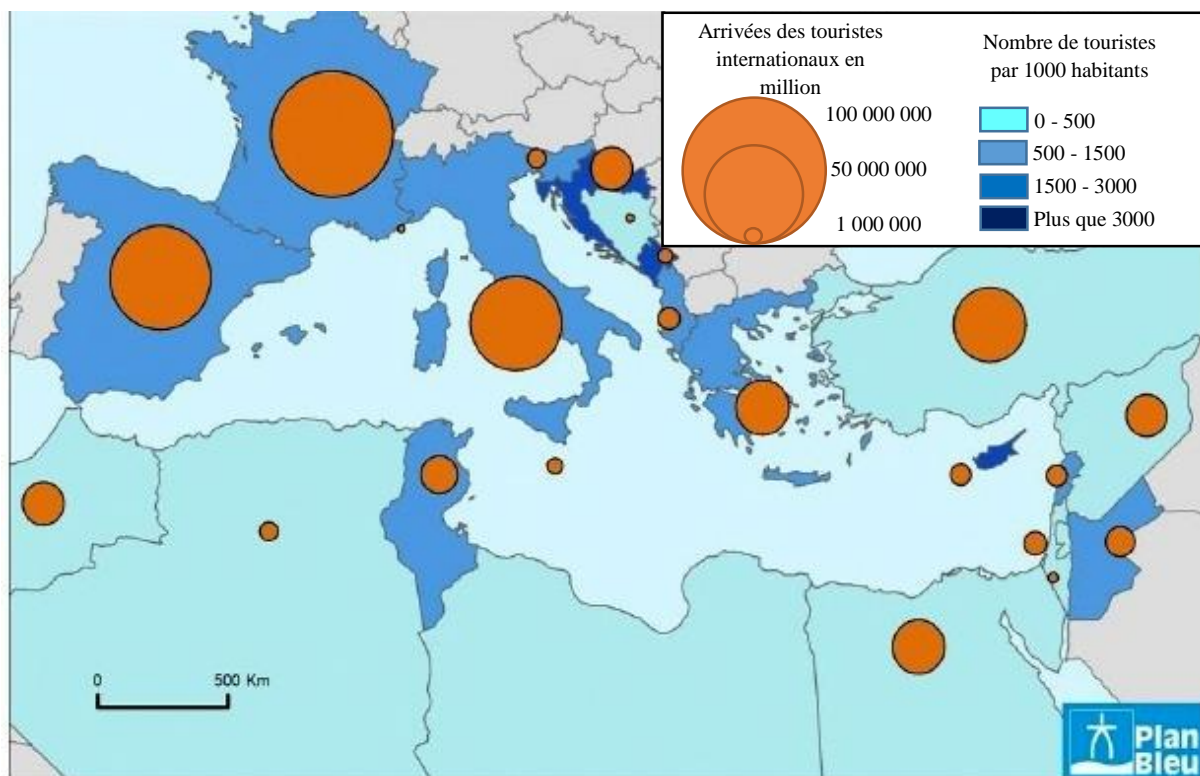 Arrivées des touristes
internationaux en
million
100 000 000
50 000 000
1 000 000
Nombre de touristes
par 1000 habitants
0 - 500
500 - 1500
1500 - 3000
Plus que 3000
0 500 Km
Plan
Bleu